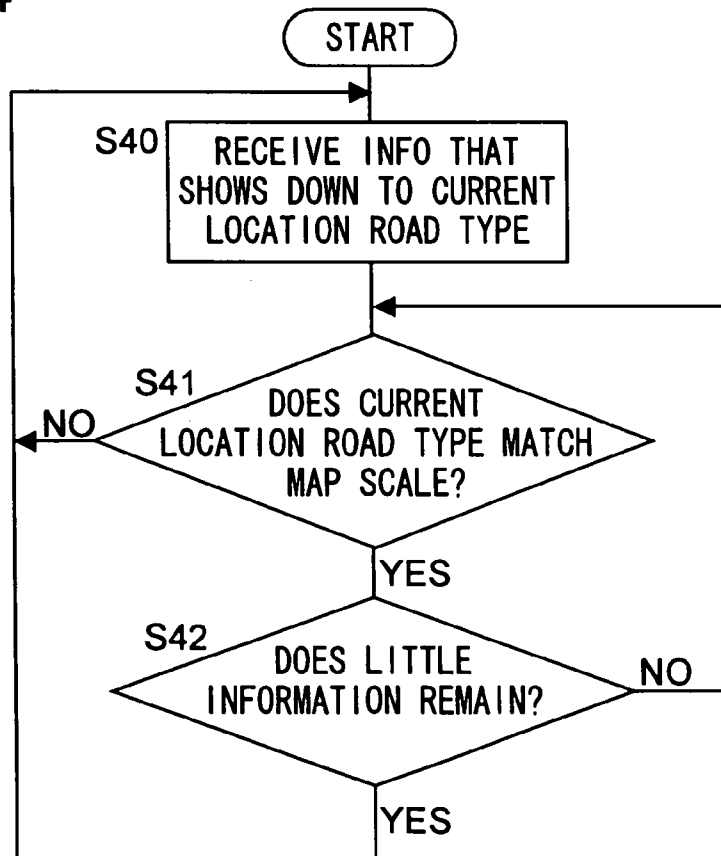 START
S40
RECEIVE INFO THAT
SHOWS DOWN TO CURRENT
LOCATION ROAD TYPE
S41
DOES CURRENT
LOCATION ROAD TYPE MATCH
MAP SCALE?
NO
YES
S42
DOES LITTLE
INFORMATION REMAIN?
NO
YES